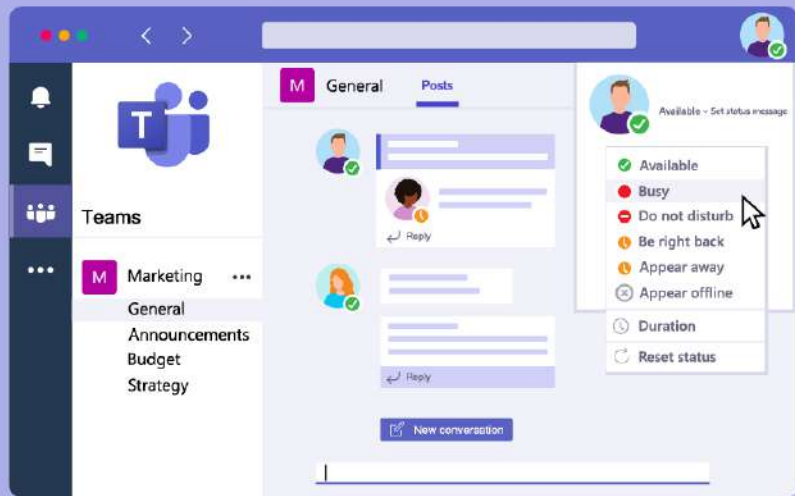 General
Posts
Available - Set status message
Available
Busy
Do not disturb
Be right back
Appear away
Appear offline
Duration
Reset status
T
Teams
M
Marketing
General
Announcements
Budget
Strategy
M
Reply
Reply
New conversation